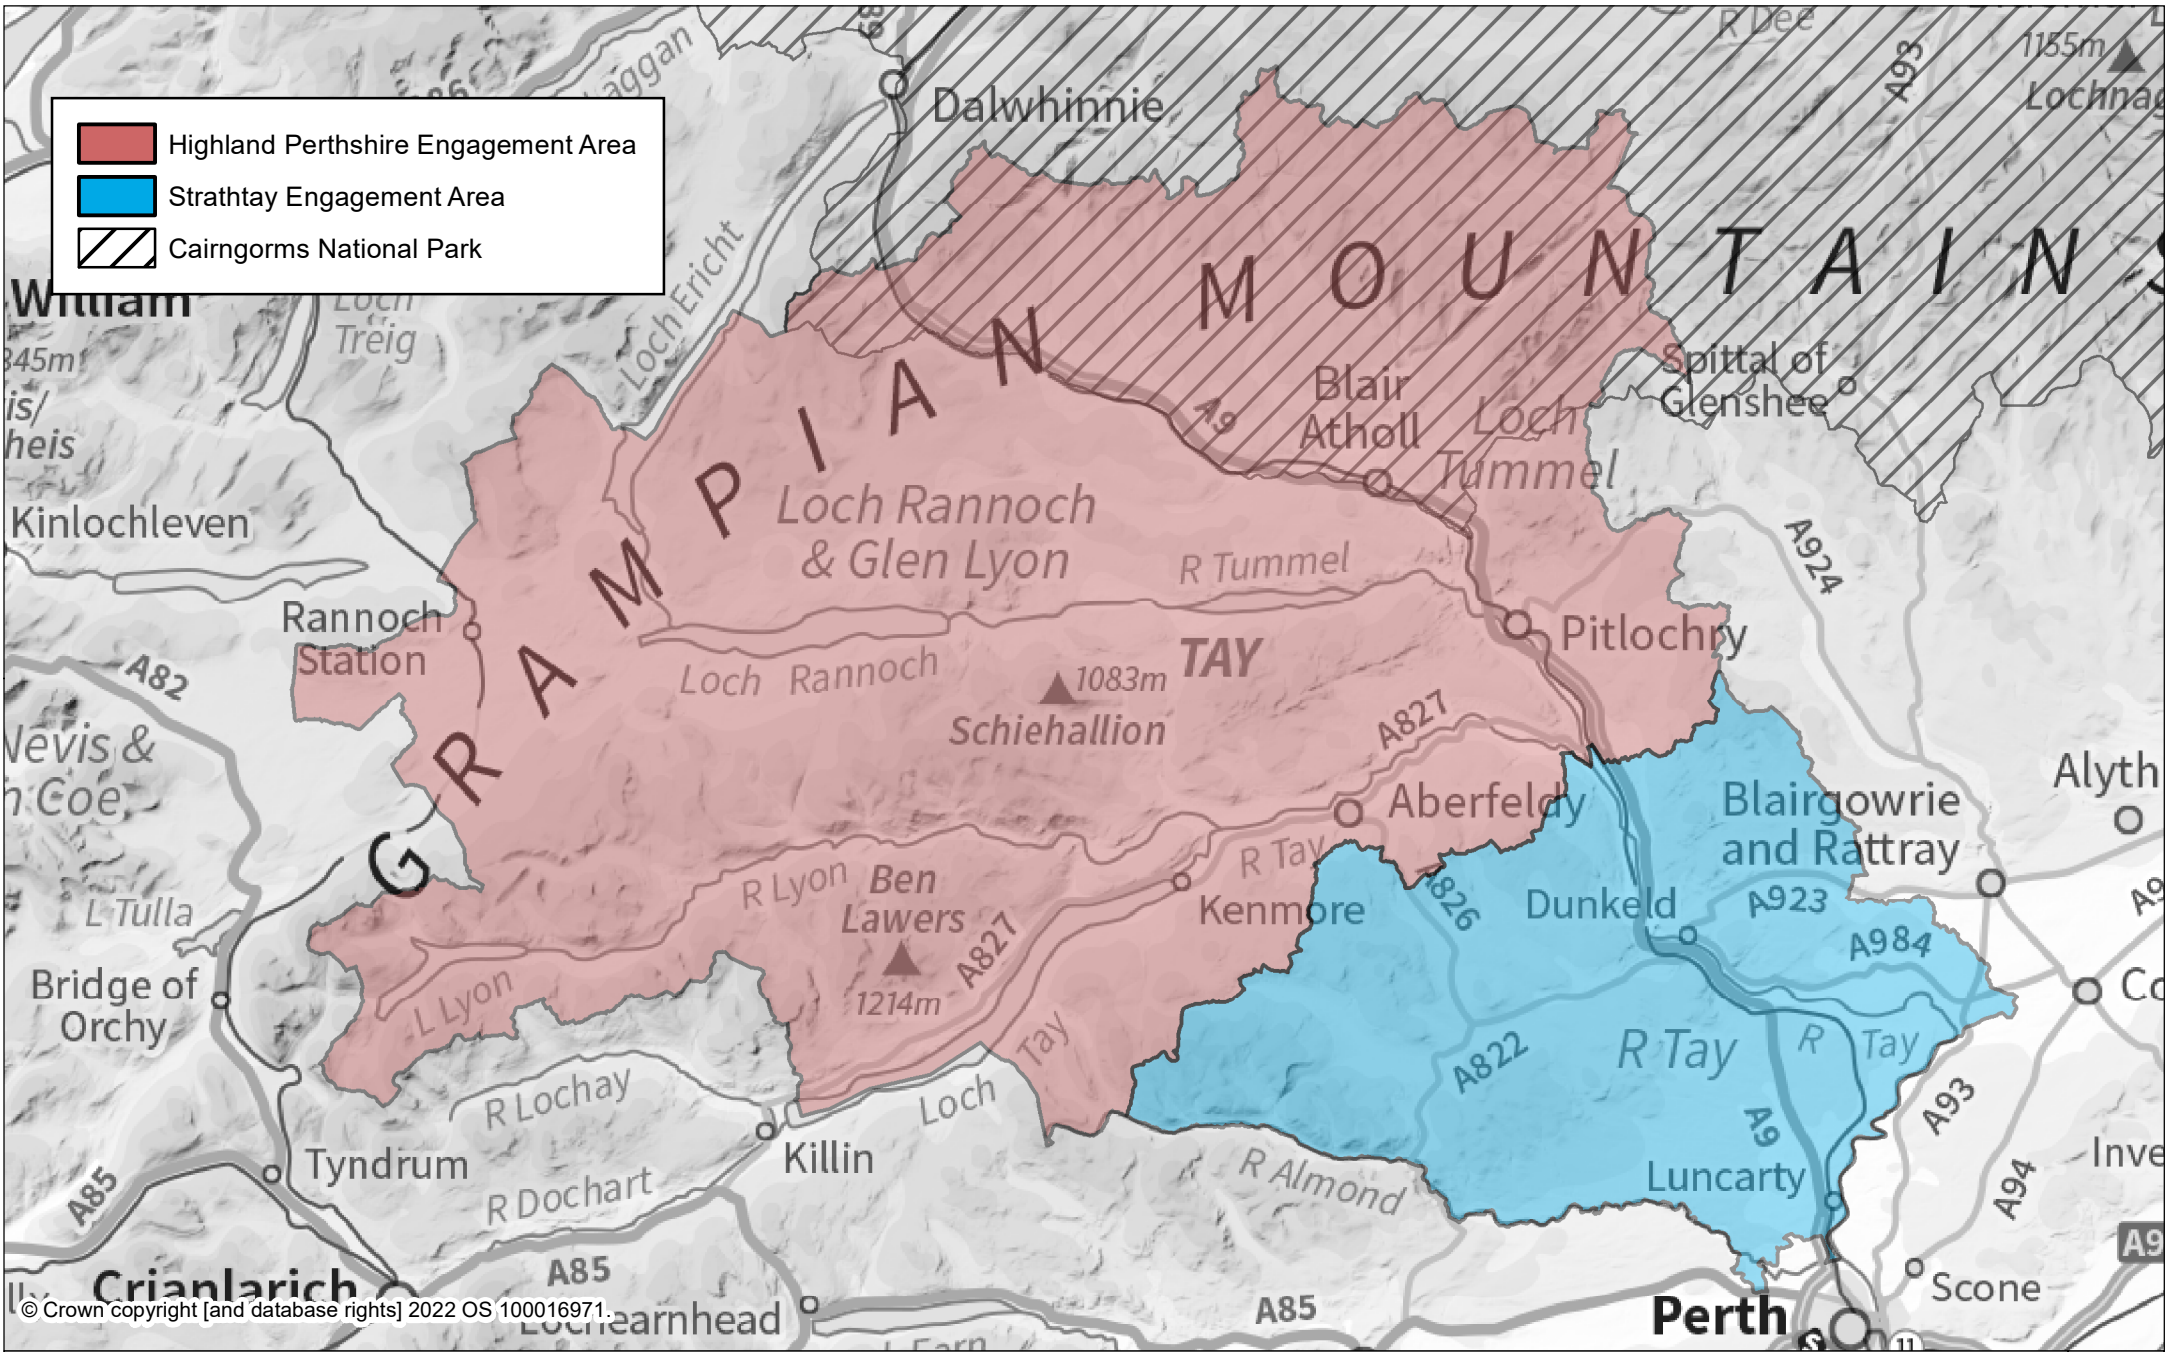 R Dee
A93
1155m
Laggan
Dalwhinnie
Highland Perthshire Engagement Area
Strathtay Engagement Area
Cairngorms National Park
GRAMPIAN MOUNTAINS
William
Loch
Treig
Loch Ericht
345m
Spittal of
Glenshee
Blair
Atholl
A9
Loch
Tummel
is/
heis
Loch Rannoch
& Glen Lyon
Kinlochleven
R Tummel
A924
Rannoch
Station
Pitlochry
A82
Loch Rannoch
1083m
TAY
Schiehallion
A827
Nevis &
n Coe
Aberfeldy
Blairgowrie
and Rattray
Alyth
R Tay
R Lyon
Ben
Lawers
1214m
A827
Kenmore
A826
Dunkeld
A923
A984
L Tulla
Bridge of
Orchy
L Lyon
Loch Tay
R Tay
R Tay
A822
R Lochay
A9
A93
Killin
Tyndrum
R Dochart
R Almond
Luncarty
A94
A85
A85
A85
Crianlarich
Lochearnhead
Scone
Perth
11
© Crown copyright [and database rights] 2022 OS 100016971.